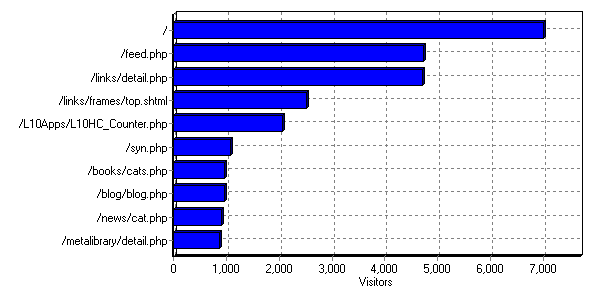 /
/feed.php
/links/detail.php
/links/frames/top.shtml
/L10Apps/L10HC_Counter.php
/syn.php
/books/cats.php
/blog/blog.php
/news/cat.php
/metalibrary/detail.php
0 1,000 2,000 3,000 4,000 5,000 6,000 7,000
Visitors